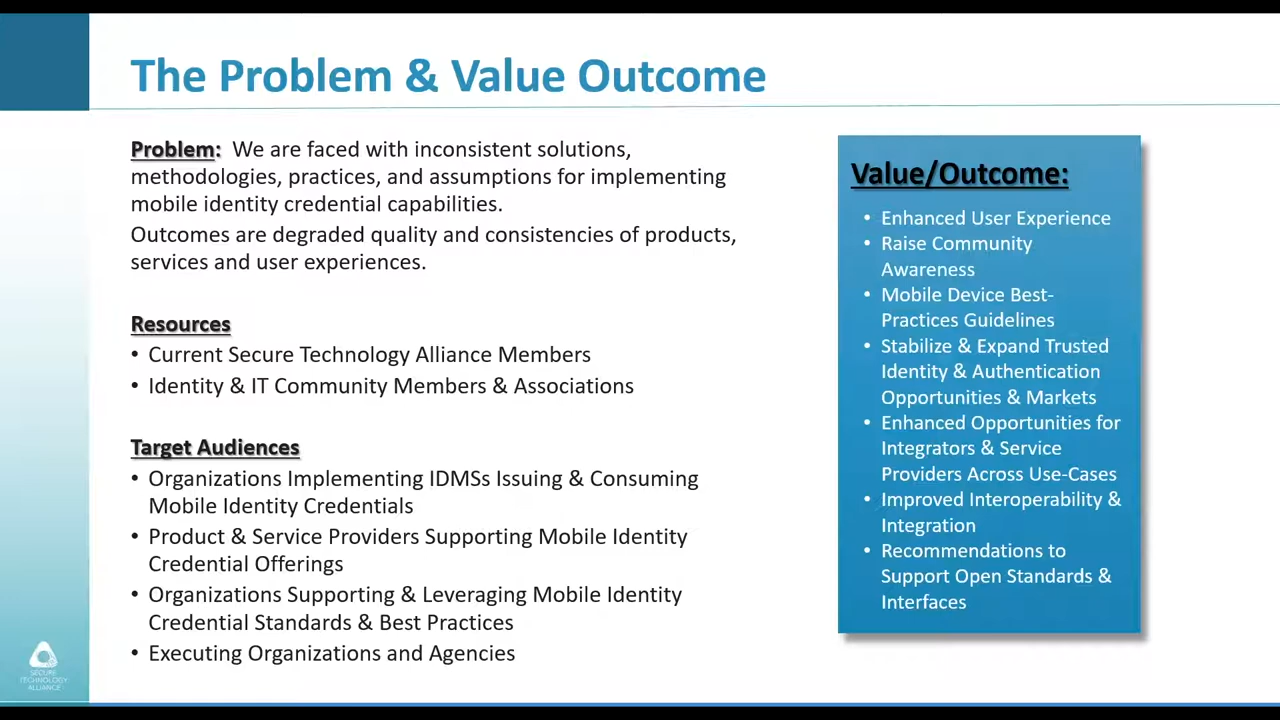 The Problem & Value Outcome
Problem: We are faced with inconsistent solutions,
methodologies, practices, and assumptions for implementing
mobile identity credential capabilities.
Outcomes are degraded quality and consistencies of products,
services and user experiences.
Resources
• Current Secure Technology Alliance Members
• Identity & IT Community Members & Associations
Target Audiences
• Organizations Implementing IDMSs Issuing & Consuming
Mobile Identity Credentials
• Product & Service Providers Supporting Mobile Identity
Credential Offerings
• Organizations Supporting & Leveraging Mobile Identity
Credential Standards & Best Practices
• Executing Organizations and Agencies
Value/Outcome:
• Enhanced User Experience
• Raise Community
Awareness
• Mobile Device Best-
Practices Guidelines
• Stabilize & Expand Trusted
Identity & Authentication
Opportunities & Markets
• Enhanced Opportunities for
Integrators & Service
Providers Across Use-Cases
• Improved Interoperability &
Integration
• Recommendations to
Support Open Standards &
Interfaces
SECURE
TECHNOLOGY
ALLIANCE